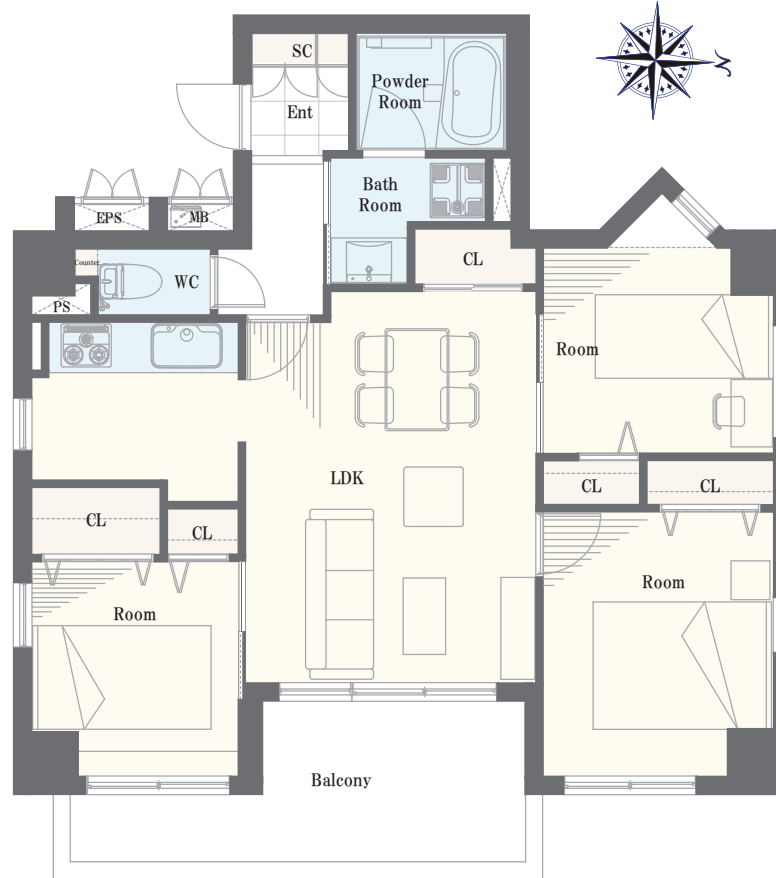 SC
N
Powder
Room
Ent
Bath
Room
EPS
MB
CL
Counter
WC
PS
Room
LDK
CL
CL
CL
CL
Room
Room
Balcony